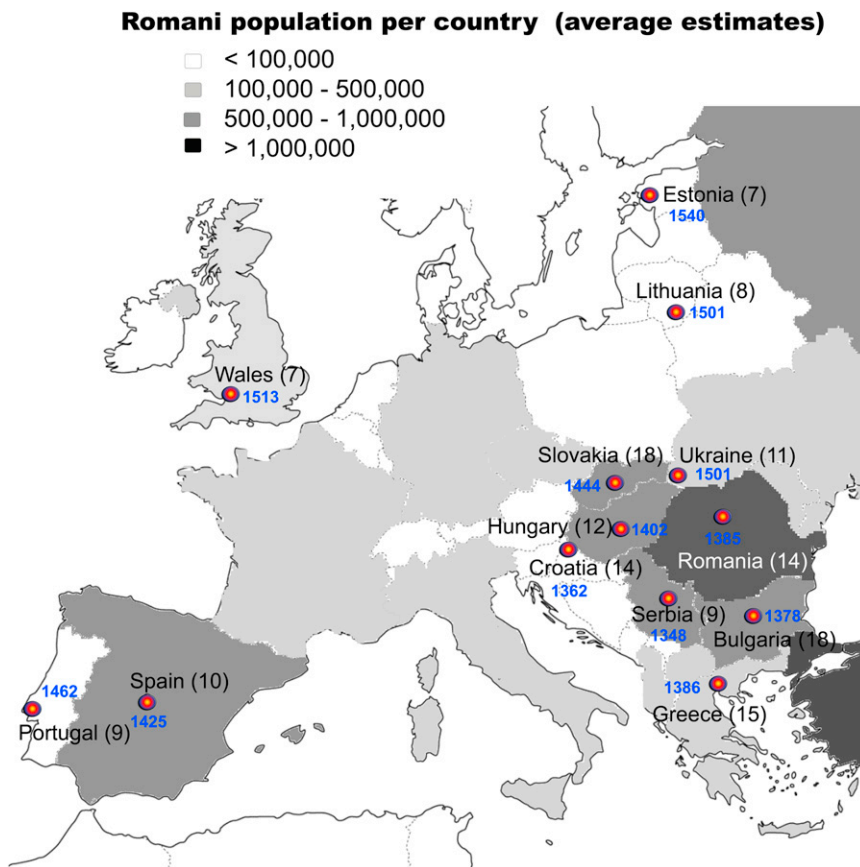 Romani population per country (average estimates)
< 100,000
100,000 - 500,000
500,000 - 1,000,000
> 1,000,000
Estonia (7)
1540
Lithuania (8)
1501
Wales (7)
1513
Slovakia (18)
1444
Ukraine (11)
1501
Hungary (12)
1402
1385
Romania (14)
Croatia (14)
1362
Serbia (9)
1348
1378
Bulgaria (18)
1386
Greece (15)
Spain (10)
1425
1462
Portugal (9)